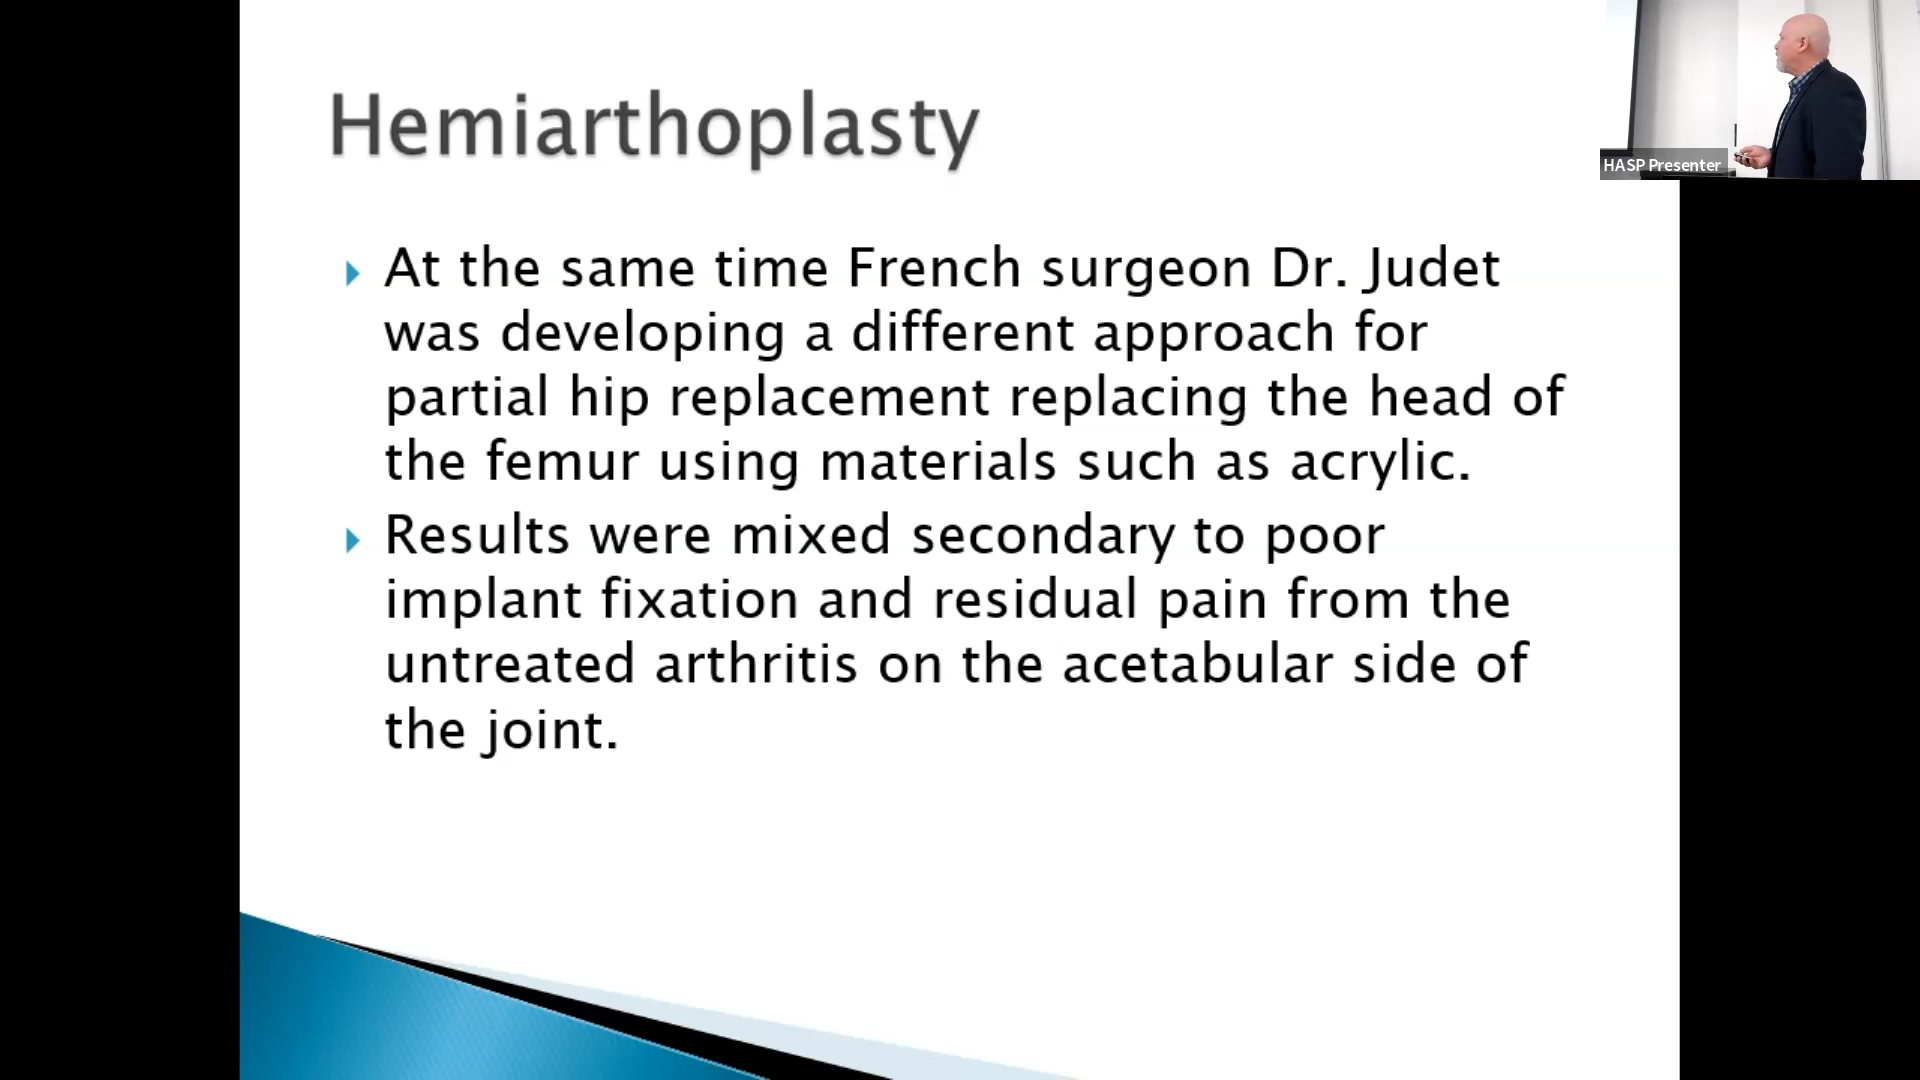 Hemiarthoplasty
At the same time French surgeon Dr. Judet
was developing a different approach for
partial hip replacement replacing the head of
the femur using materials such as acrylic.
Results were mixed secondary to poor
implant fixation and residual pain from the
untreated arthritis on the acetabular side of
the joint.
HASP Presenter